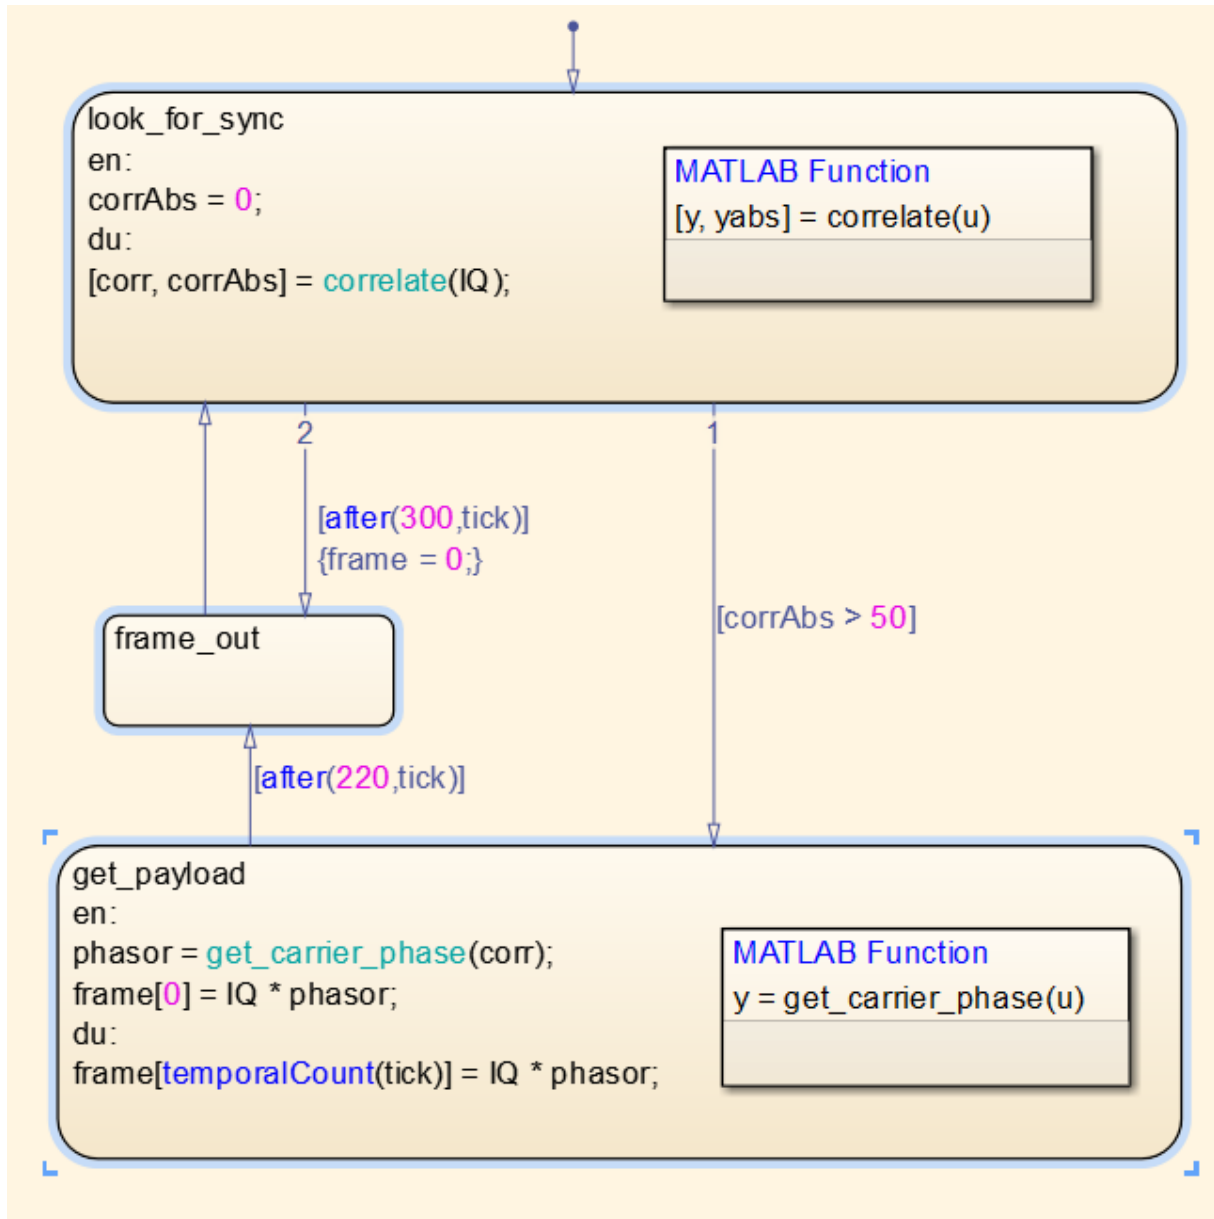 look_for_sync
en:
corrAbs = 0;
du:
[corr, corrAbs] = correlate(IQ);
MATLAB Function
[y, yabs] = correlate(u)
2
1
[after(300,tick)]
{frame = 0;}
[corrAbs > 50]
frame_out
[after(220,tick)]
get_payload
en:
phasor = get_carrier_phase(corr);
frame[0] = IQ * phasor;
du:
frame[temporalCount(tick)] = IQ * phasor;
MATLAB Function
y = get_carrier_phase(u)